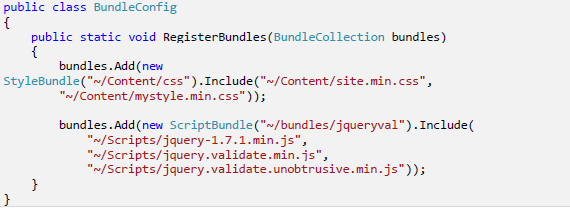 public class BundleConfig
{
    public static void RegisterBundles(BundleCollection bundles)
    {
        bundles.Add(new
StyleBundle("~/Content/css").Include("~/Content/site.min.css",
        "~/Content/mystyle.min.css"));

        bundles.Add(new ScriptBundle("~/bundles/jqueryval").Include(
            "~/Scripts/jquery-1.7.1.min.js",
            "~/Scripts/jquery.validate.min.js",
            "~/Scripts/jquery.validate.unobtrusive.min.js"));
    }
}